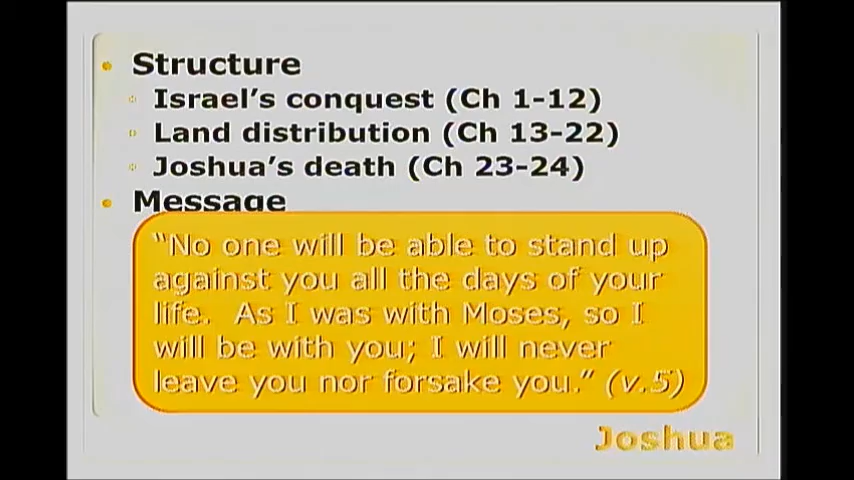 Structure
Israel's conquest (Ch 1-12)
Land distribution (Ch 13-22)
Joshua's death (Ch 23-24)
Message
“No one will be able to stand up
against you all the days of your
life. As I was with Moses, so I
will be with you; I will never
leave you nor forsake you.” (v.5)
Joshua